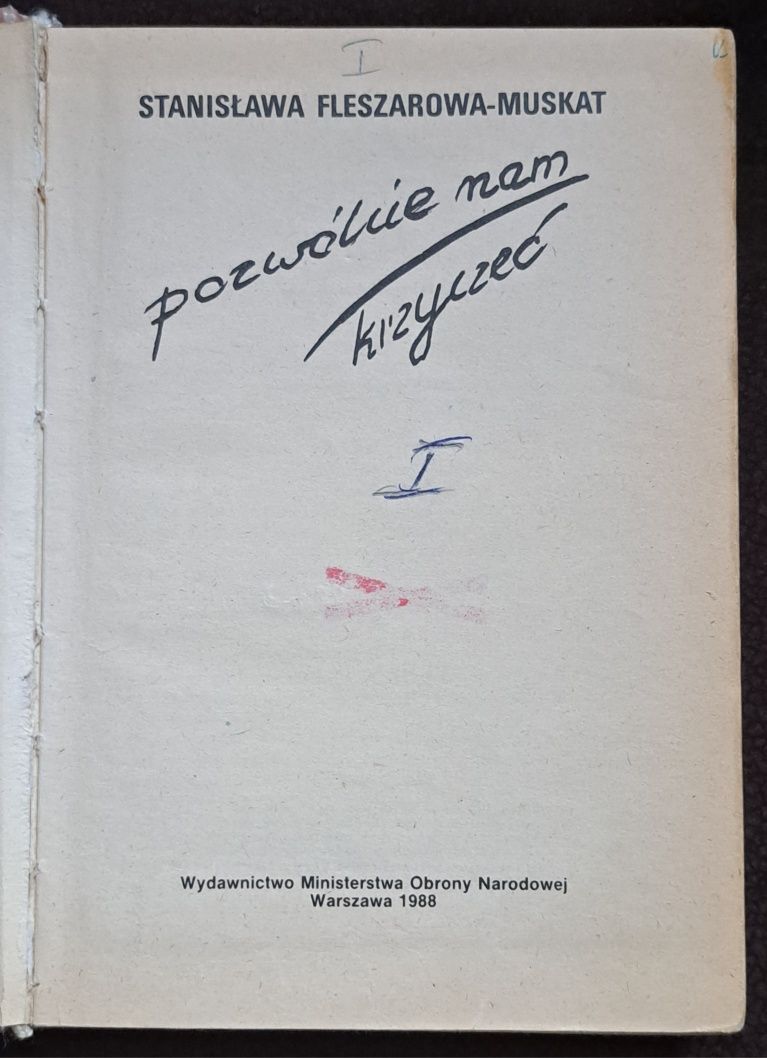 I
STANISŁAWA FLESZAROWA-MUSKAT
pozwólcie nam
krzyczeć
I
Wydawnictwo Ministerstwa Obrony Narodowej
Warszawa 1988